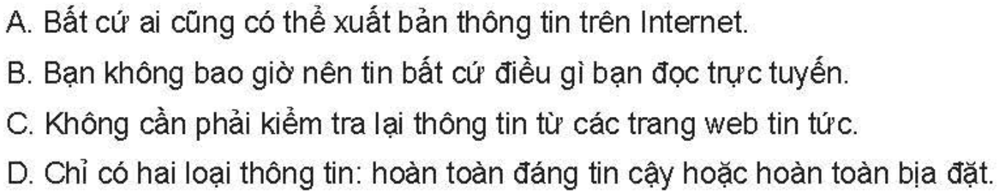 A. Bất cứ ai cũng có thể xuất bản thông tin trên Internet.
B. Bạn không bao giờ nên tin bất cứ điều gì bạn đọc trực tuyến.
C. Không cần phải kiểm tra lại thông tin từ các trang web tin tức.
D. Chỉ có hai loại thông tin: hoàn toàn đáng tin cậy hoặc hoàn toàn bịa đặt.